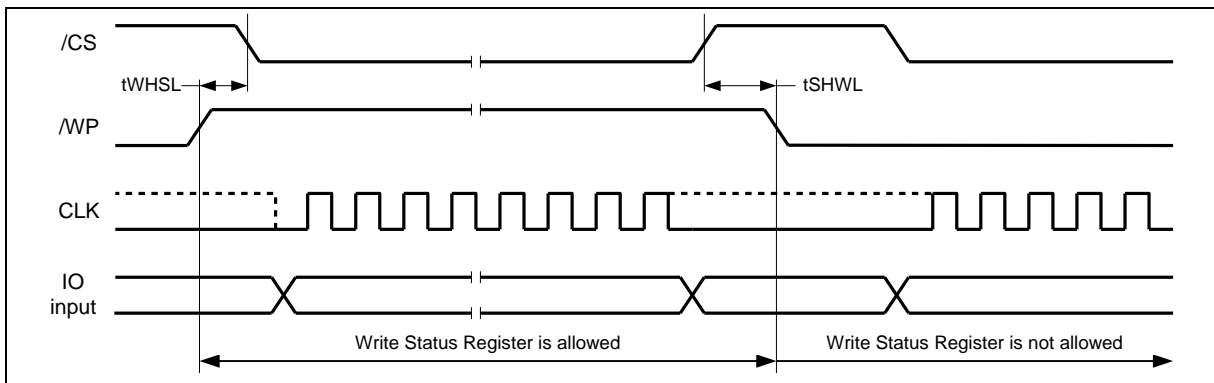 /CS
tWHSL
tSHWL
/WP
CLK
IO
input
Write Status Register is allowed
Write Status Register is not allowed